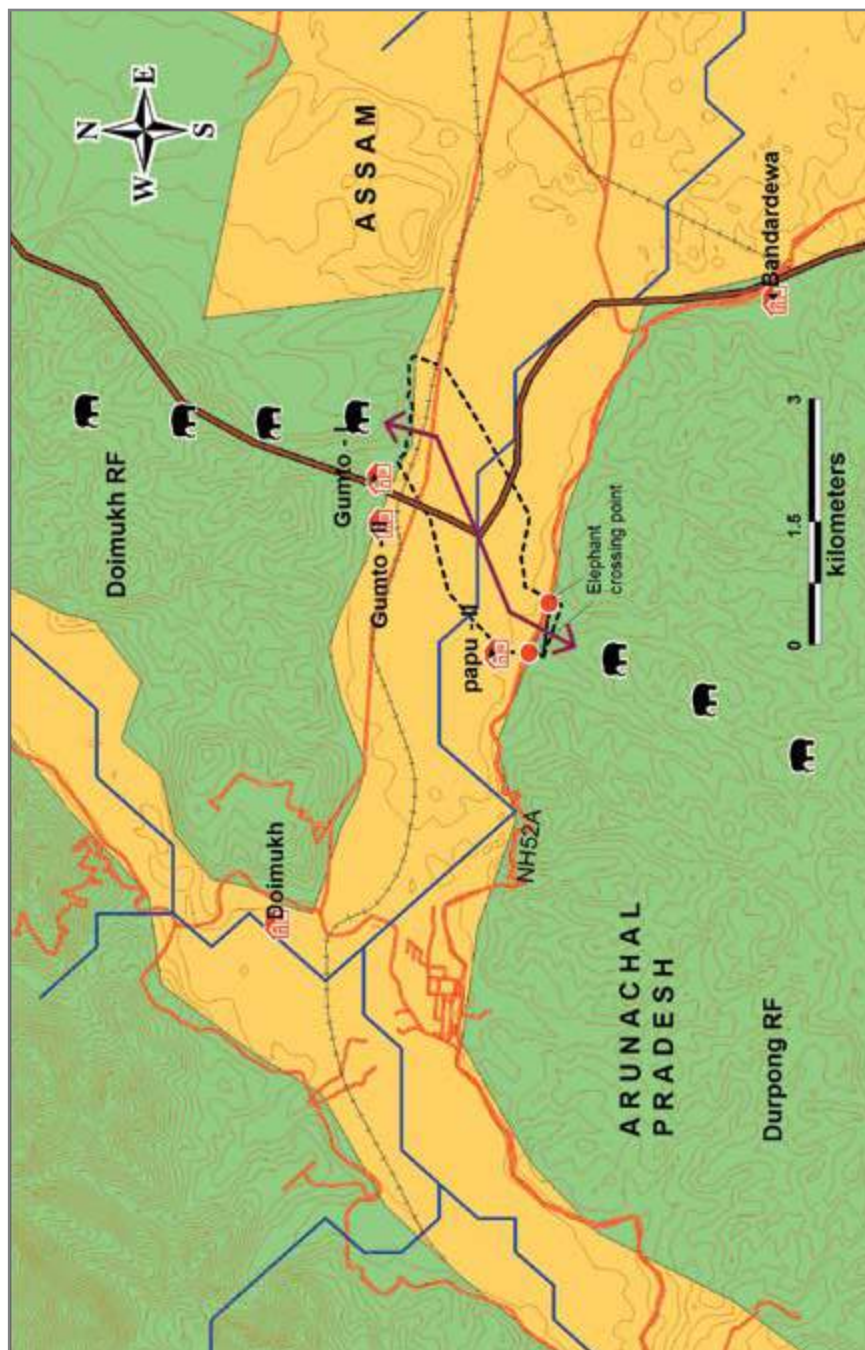 N
E
W
S
ASSAM
Doimukh RF
Gumto - I
Gumto - II
papu - II
Elephant
crossing point
Bandardewa
Doimukh
NH52A
ARUNACHAL
PRADESH
Durpong RF
0
1.5
3
kilometers